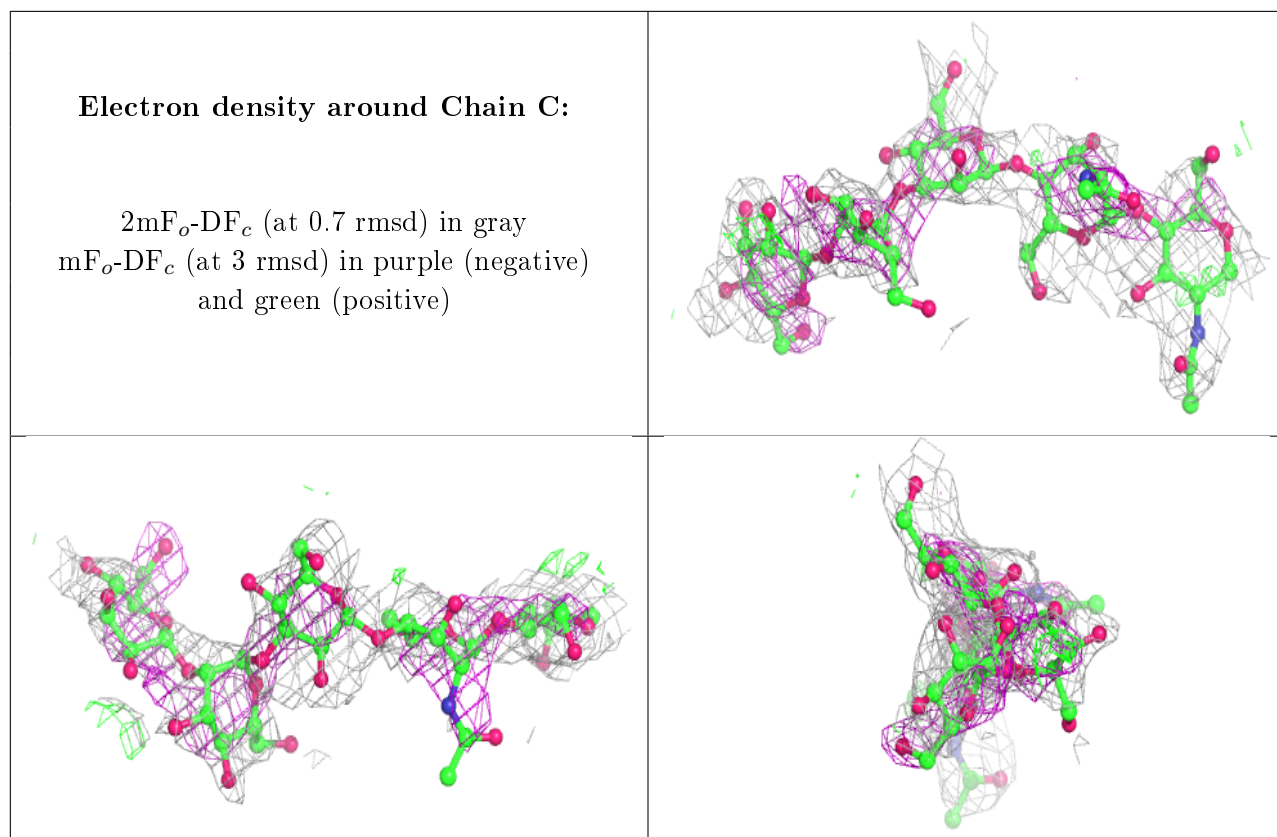 Electron density around Chain C:
2mFo-DFc (at 0.7 rmsd) in gray
mFo-DFc (at 3 rmsd) in purple (negative)
and green (positive)